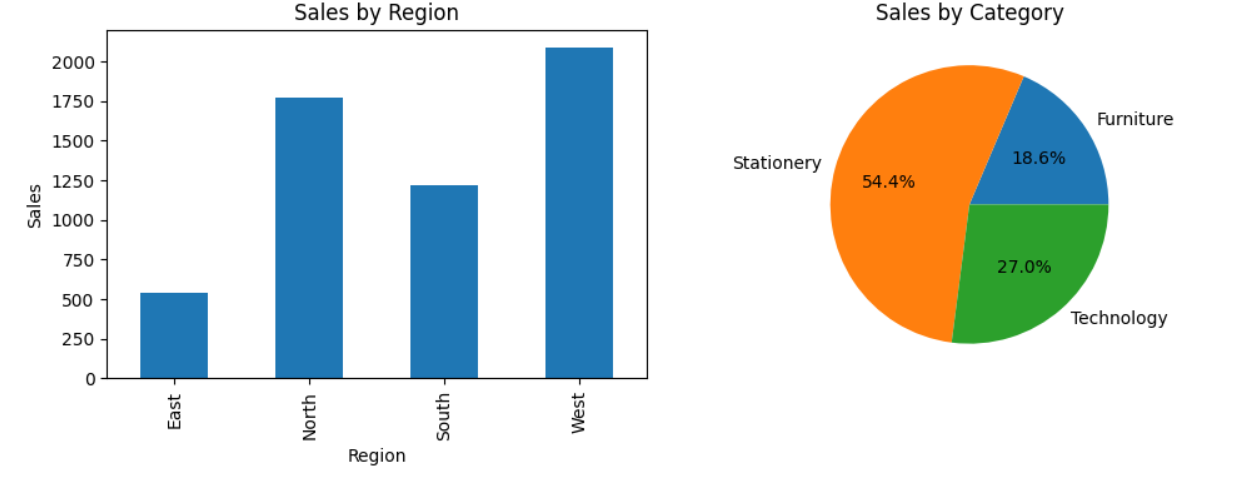 Sales by Region
2000
1750
1500
1250
1000
750
500
250
0
Sales
East
North
South
West
Region
Sales by Category
Furniture
18.6%
Stationery
54.4%
27.0%
Technology